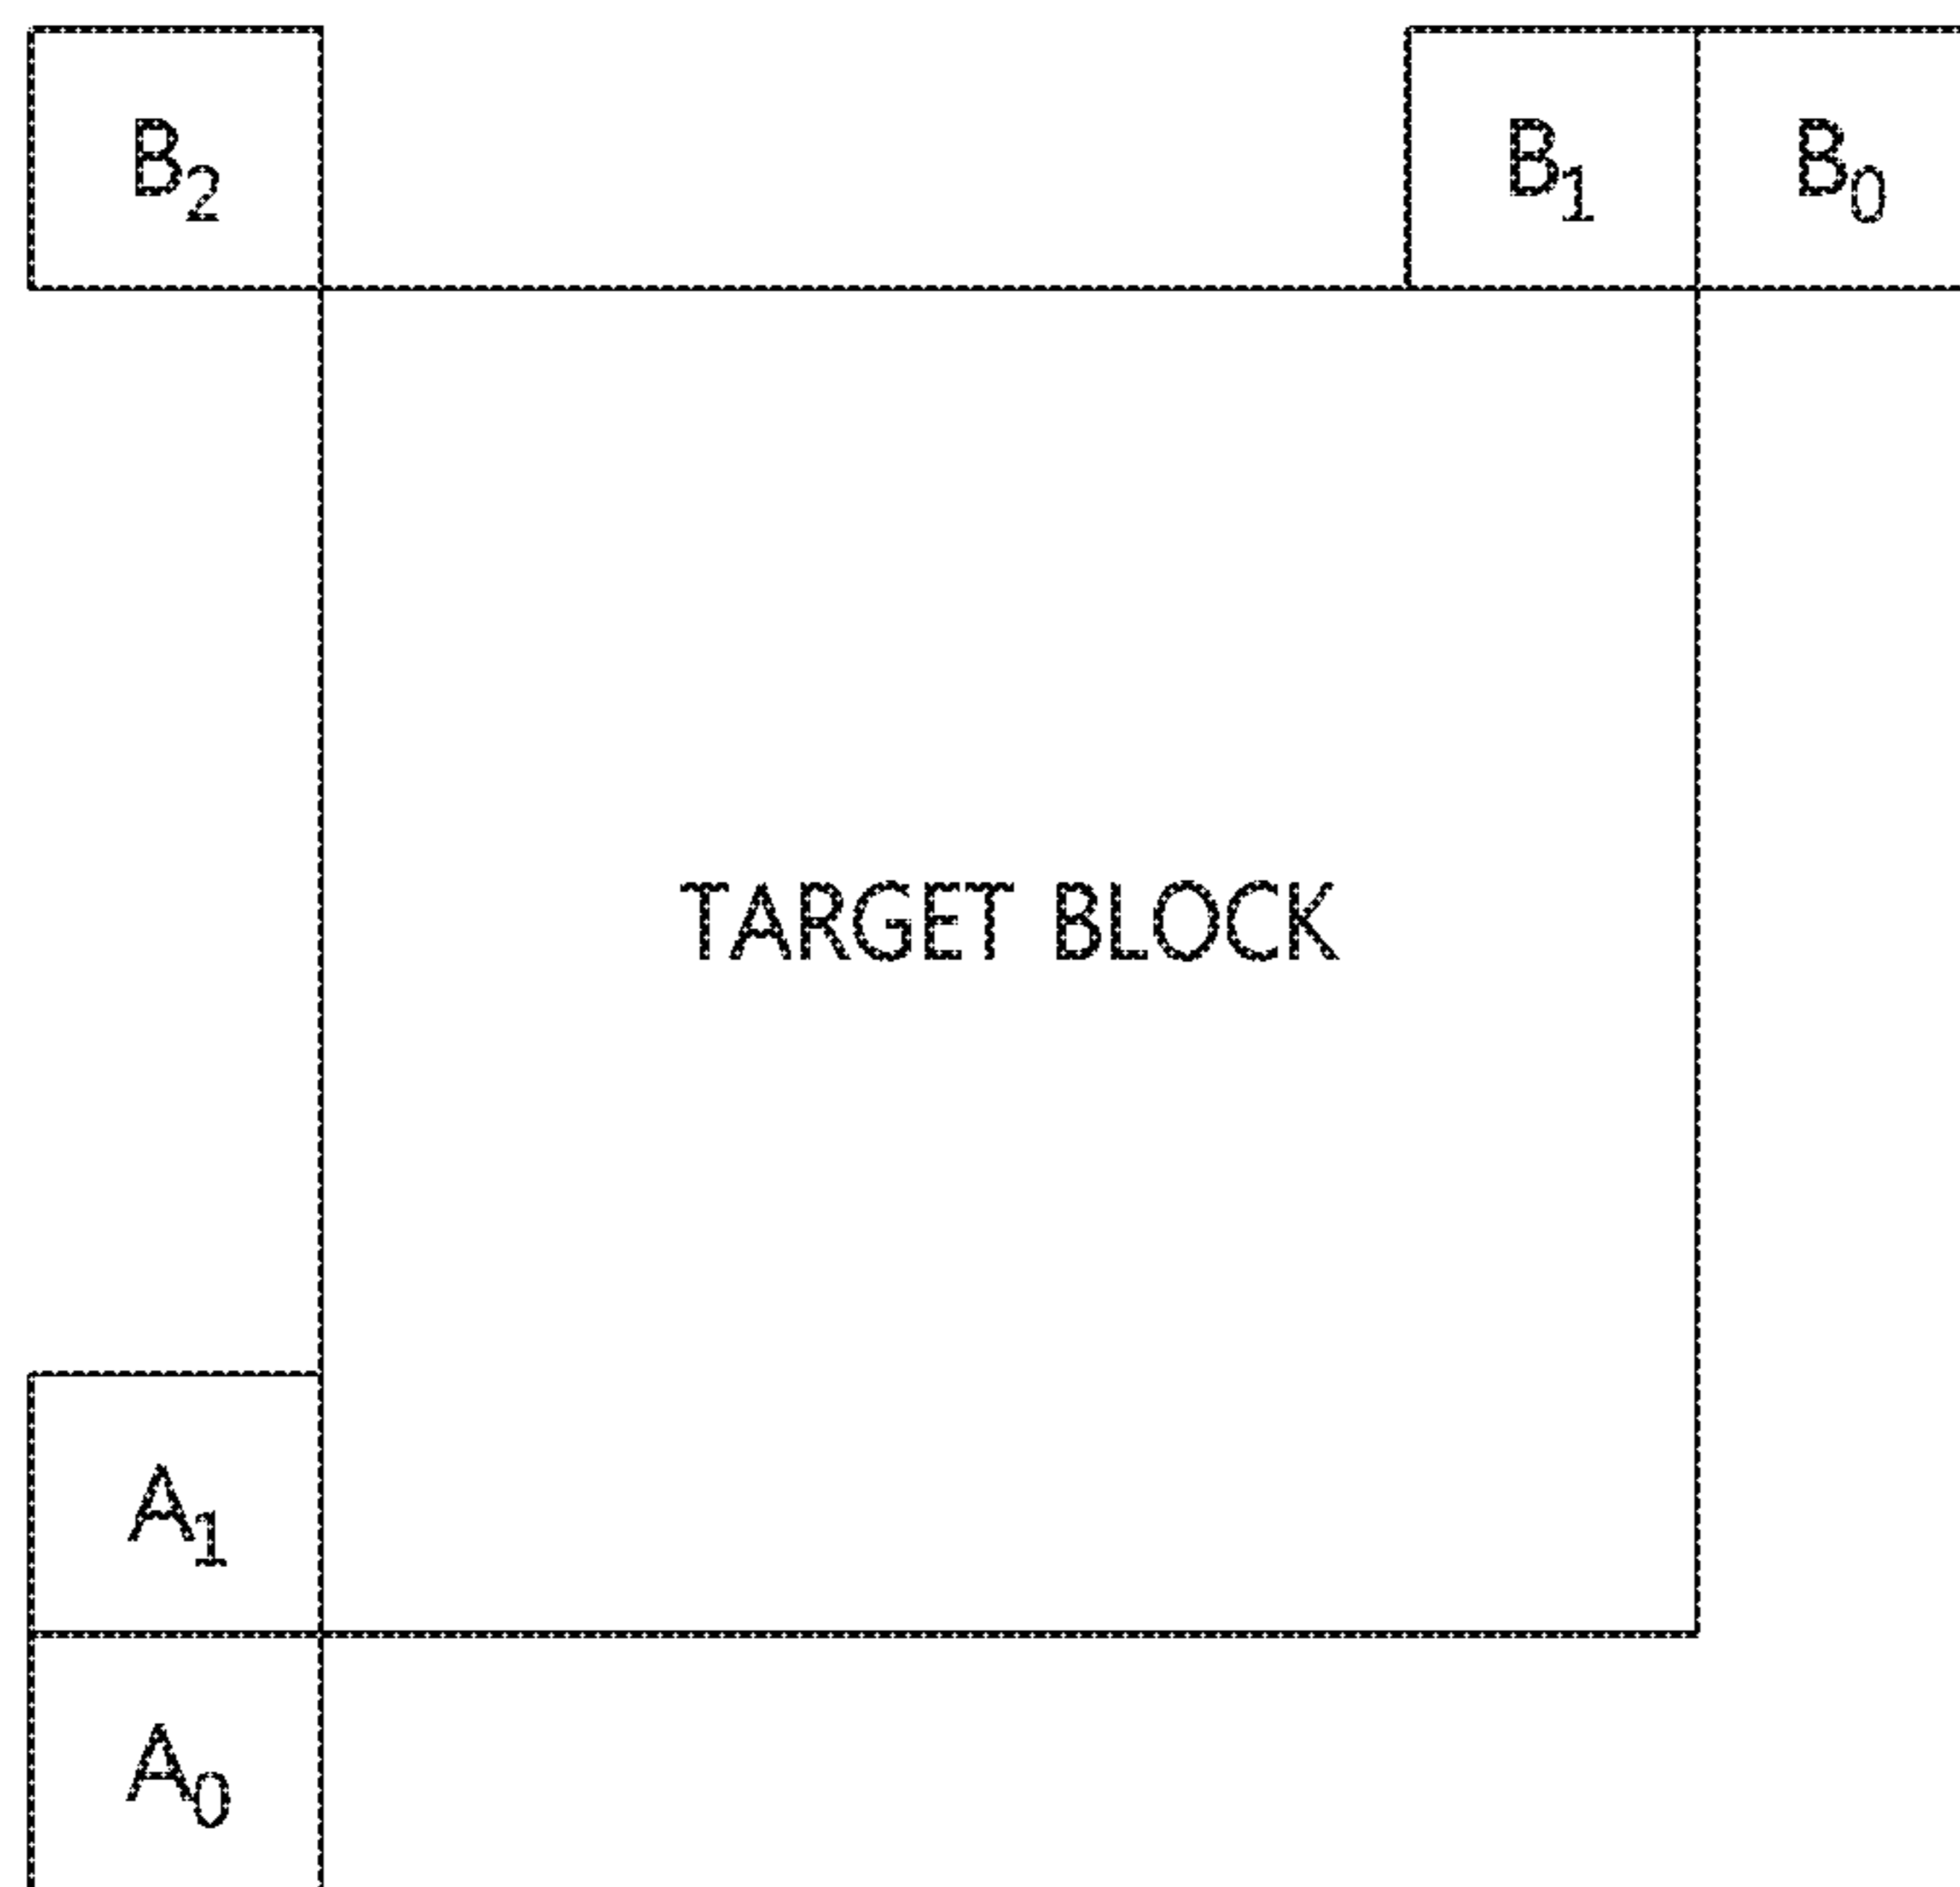 B₂
B₁ B₀
TARGET BLOCK
A₁
A₀